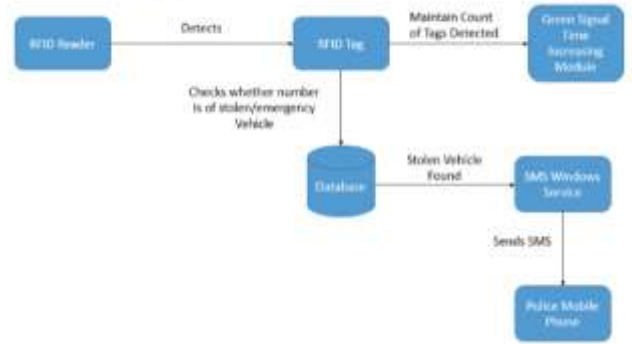 RFID Reader
Detects
RFID Tag
Maintain Count
of Tags Detected
Green Signal
Time
Increasing
Module
Checks whether number
is of stolen/emergency
Vehicle
Database
Stolen Vehicle
Found
SMS Windows
Service
Sends SMS
Police Mobile
Phone